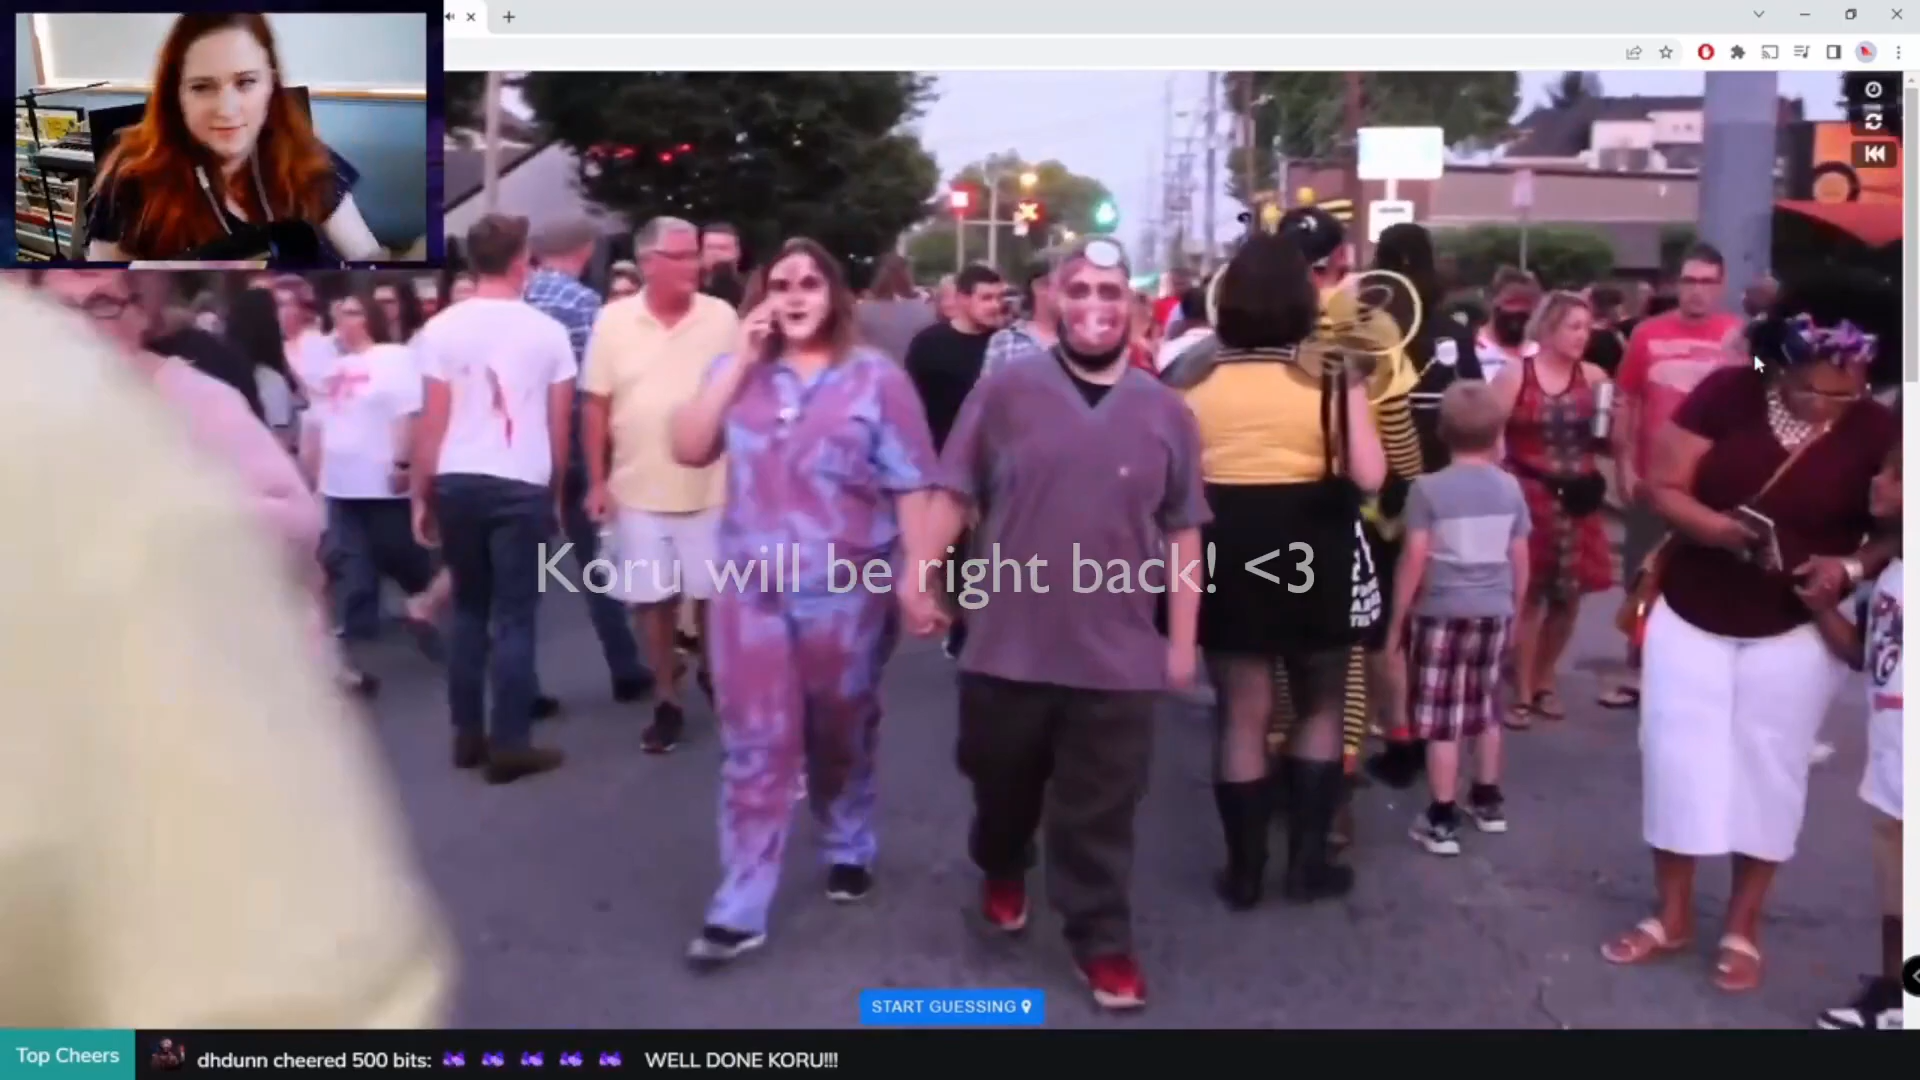 Koru will be right back! <3
START GUESSING
Top Cheers
dhdunn cheered 500 bits:
WELL DONE KORU!!!